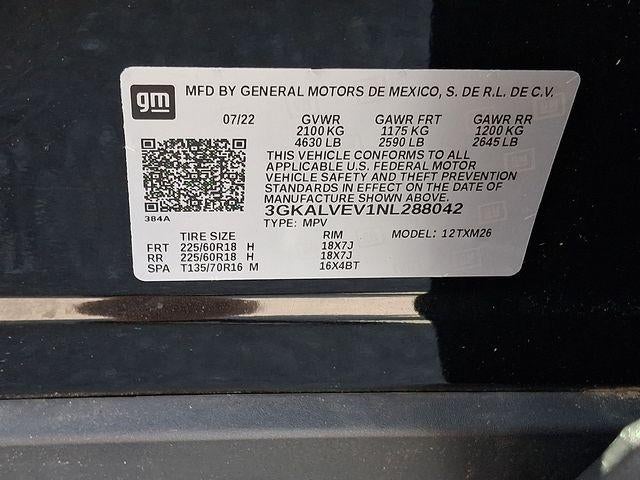 gm
MFD BY GENERAL MOTORS DE MEXICO, S. DE R.L. DE C.V.
07/22 GVWR GAWR FRT GAWR RR
2100 KG 1175 KG 1200 KG
4630 LB 2590 LB 2645 LB
THIS VEHICLE CONFORMS TO ALL
APPLICABLE U.S. FEDERAL MOTOR
VEHICLE SAFETY AND THEFT PREVENTION
STANDARDS IN EFFECT ON THE DATE OF
MANUFACTURE SHOWN ABOVE.
384A
3GKALVEV1NL288042
TYPE: MPV
TIRE SIZE RIM MODEL: 12TXM26
FRT 225/60R18 H 18X7J
RR 225/60R18 H 18X7J
SPA T135/70R16 M 16X4BT